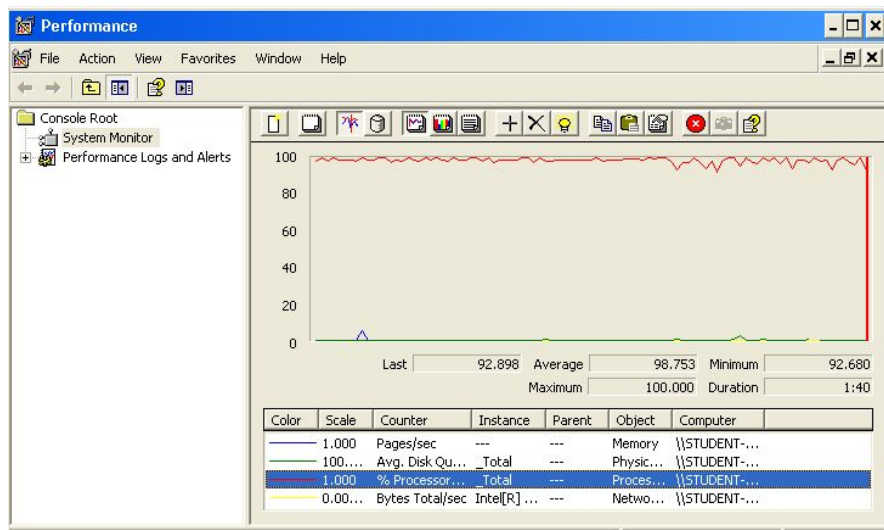 Performance
File Action View Favorites Window Help
Console Root
System Monitor
Performance Logs and Alerts
100
80
60
40
20
0
Last 92.898 Average 98.753 Minimum 92.680
Maximum 100.000 Duration 1:40
Color Scale Counter Instance Parent Object Computer
1.000 Pages/sec --- --- Memory \\STUDENT-...
100.... Avg. Disk Qu... _Total --- Physic... \\STUDENT-...
1.000 % Processor... _Total --- Proces... \\STUDENT-...
0.00... Bytes Total/sec Intel[R] ... --- Netwo... \\STUDENT-...